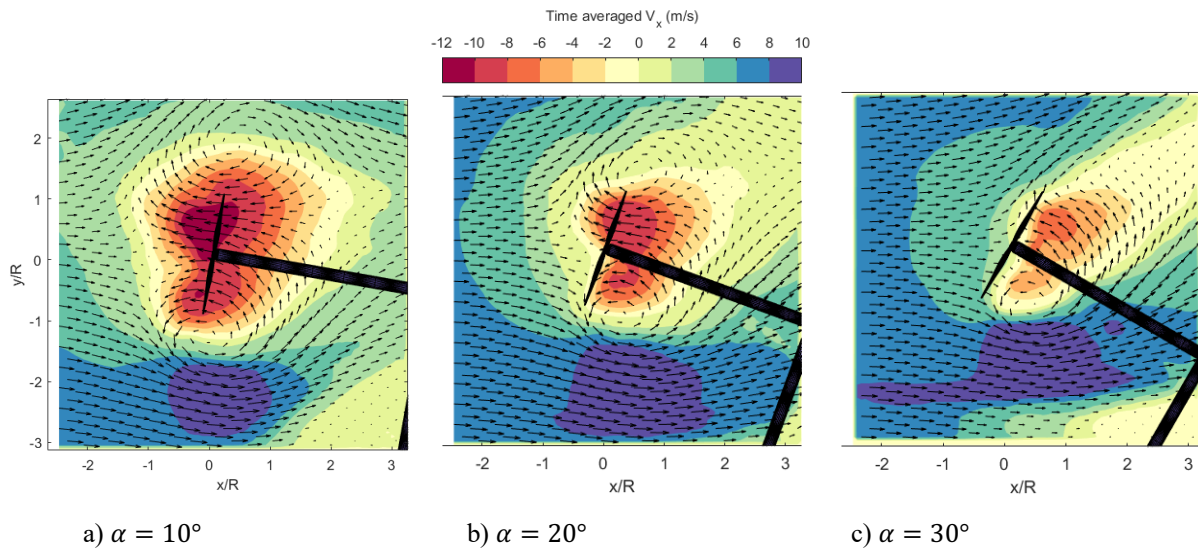 Time averaged V_x (m/s)
-12 -10 -8 -6 -4 -2 0 2 4 6 8 10
y/R
2
1
0
-1
-2
-3
-2 -1 0 1 2 3
x/R
-2 -1 0 1 2 3
x/R
-2 -1 0 1 2 3
x/R
a) α = 10°
b) α = 20°
c) α = 30°